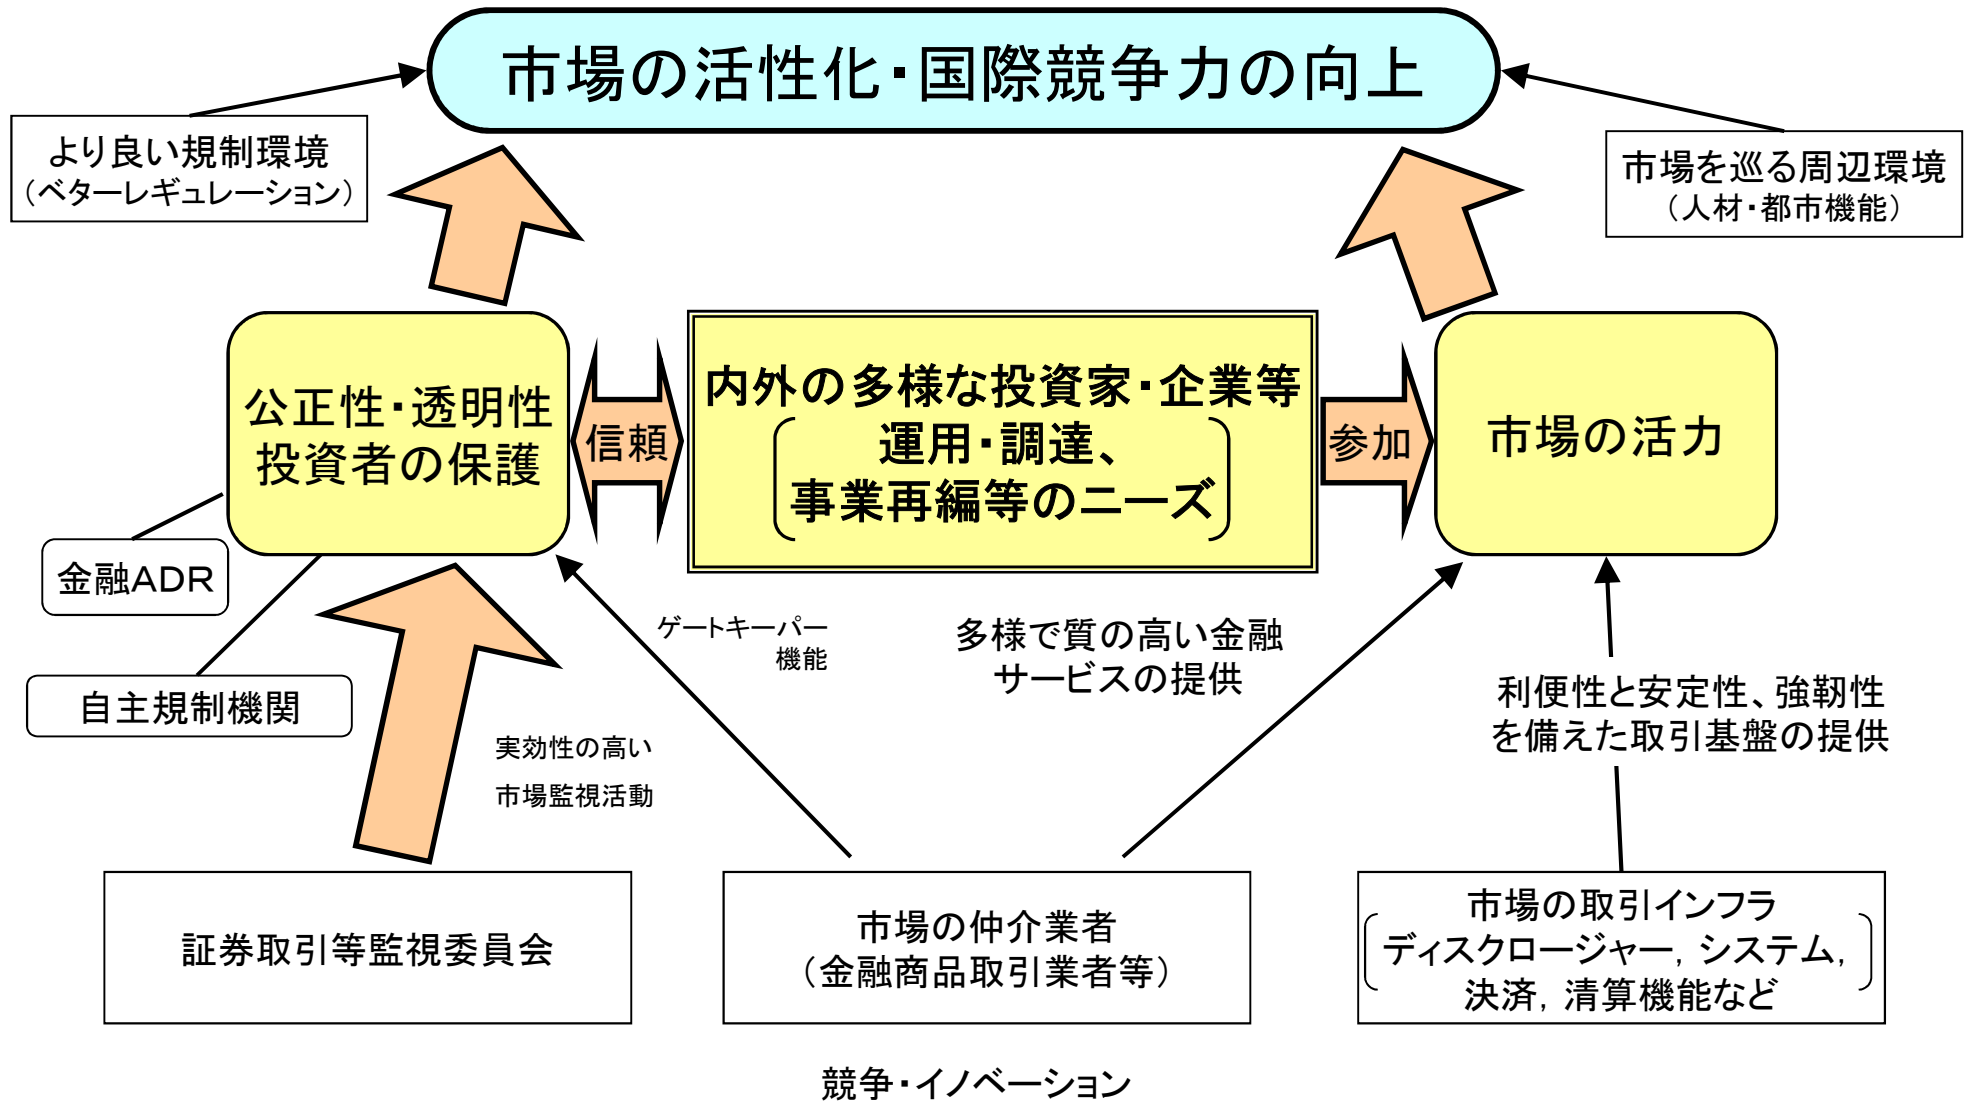 市場の活性化・国際競争力の向上
より良い規制環境
（ベターレギュレーション）
市場を巡る周辺環境
（人材・都市機能）
公正性・透明性
投資者の保護
信頼
内外の多様な投資家・企業等
運用・調達、
事業再編等のニーズ
参加
市場の活力
金融ADR
自主規制機関
ゲートキーパー
機能
多様で質の高い金融
サービスの提供
利便性と安定性、強靭性
を備えた取引基盤の提供
実効性の高い
市場監視活動
証券取引等監視委員会
市場の仲介業者
（金融商品取引業者等）
市場の取引インフラ
ディスクロージャー，システム，
決済，清算機能など
競争・イノベーション